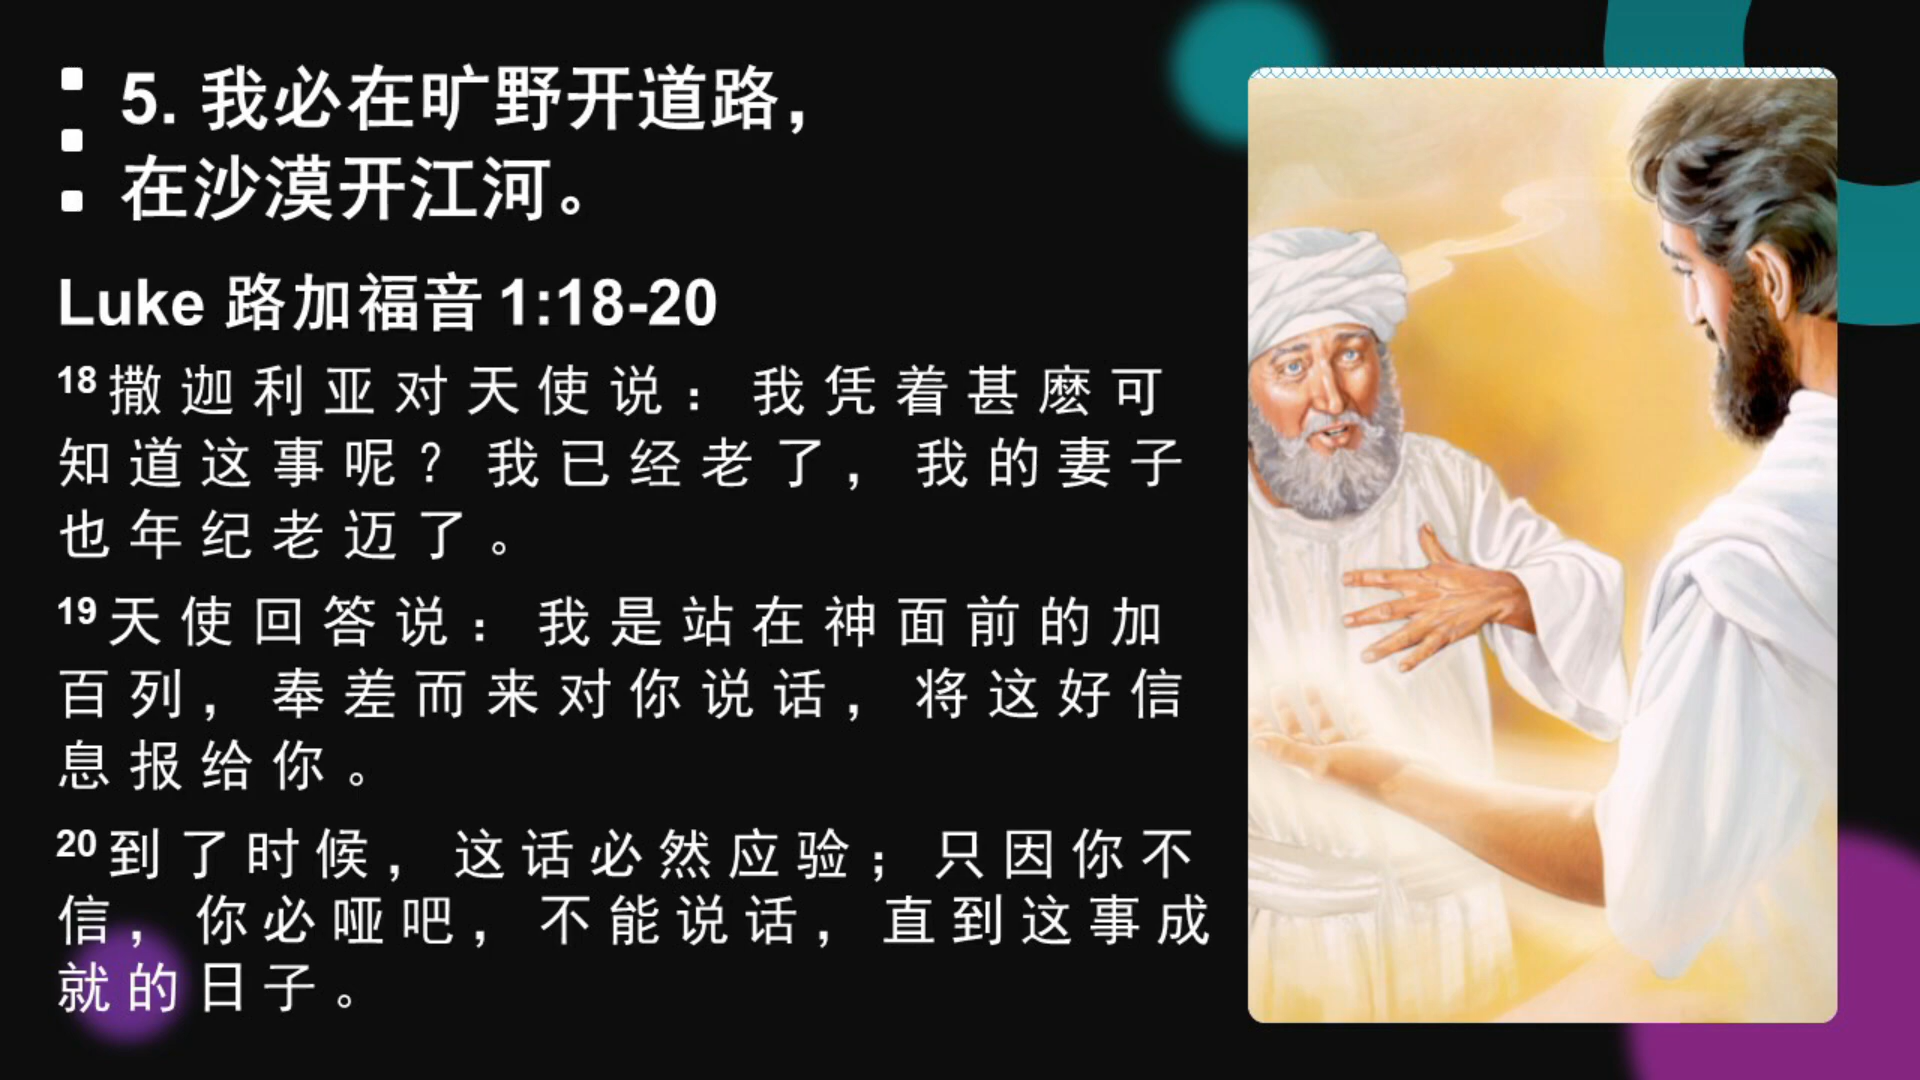 5. 我必在旷野开道路，
在沙漠开江河。
Luke 路加福音 1:18-20
18 撒迦利亚对天使说：我凭着甚麽可
知道这事呢？我已经老了，我的妻子
也年纪老迈了。
19 天使回答说：我是站在神面前的加
百列，奉差而来对你说话，将这好信
息报给你。
20 到了时候，这话必然应验；只因你不
信，你必哑吧，不能说话，直到这事成
就的日子。